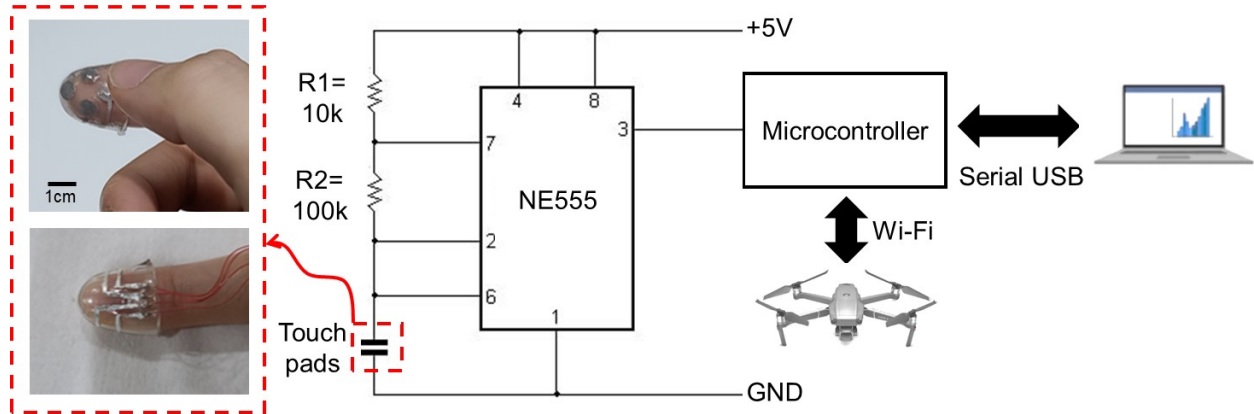 1cm
+5V
R1=
10k
4
8
3
7
R2=
100k
NE555
2
6
1
Touch
pads
GND
Microcontroller
Serial USB
Wi-Fi